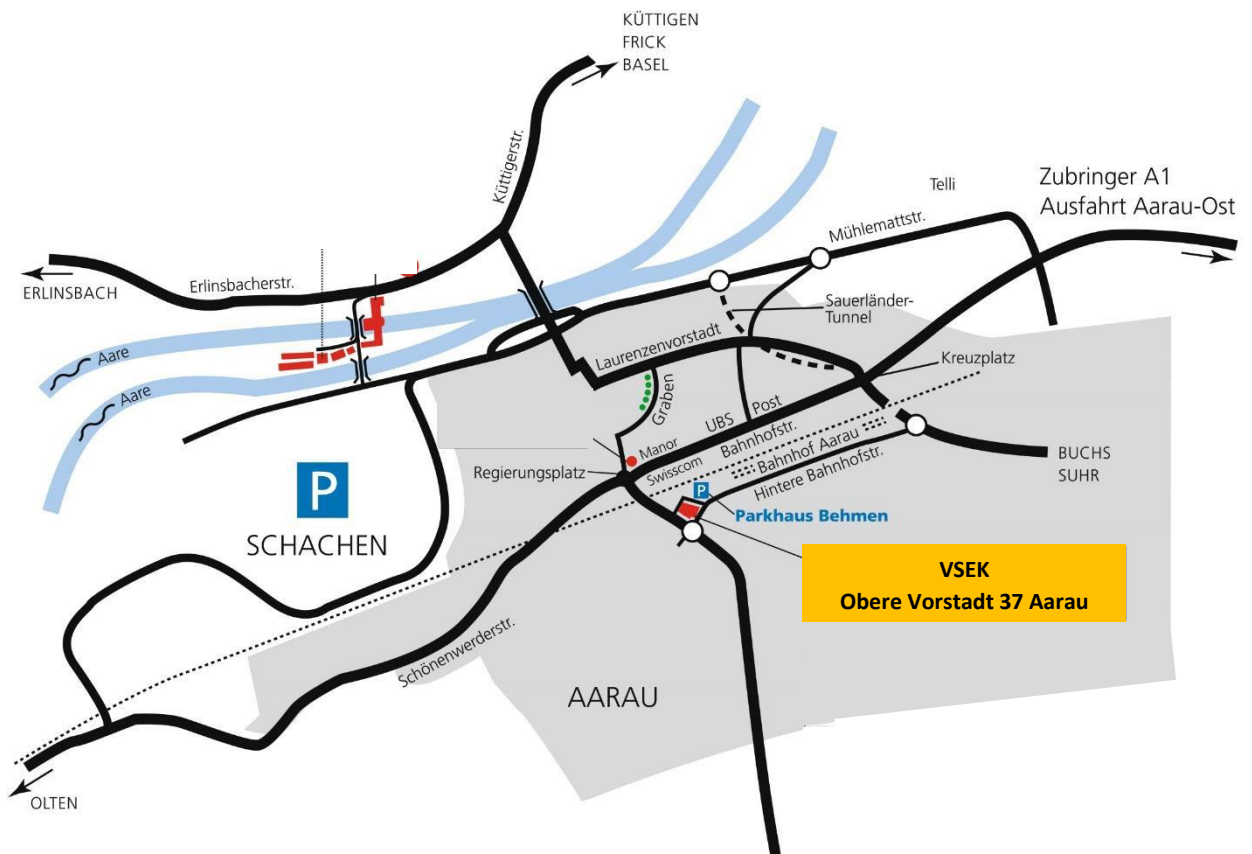 KÜTTIGEN
FRICK
BASEL
Küttigerstr.
Telli
Zubringer A1
Ausfahrt Aarau-Ost
Mühlemattstr.
ERLINSBACH
Erlinsbacherstr.
Sauerländer-
Tunnel
Laurenzenvorstadt
Kreuzplatz
Aare
Aare
Graben
UBS
Post
Manor
Bahnhofstr.
Swisscom
Bahnhof Aarau
Hintere Bahnhofstr.
BUCHS
SUHR
Regierungsplatz
P
SCHACHEN
P
Parkhaus Behmen
VSEK
Obere Vorstadt 37 Aarau
Schönenwerderstr.
AARAU
OLTEN